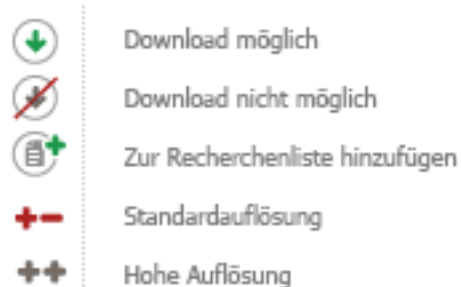 Download möglich
Download nicht möglich
Zur Recherchenliste hinzufügen
Standardauflösung
Hohe Auflösung